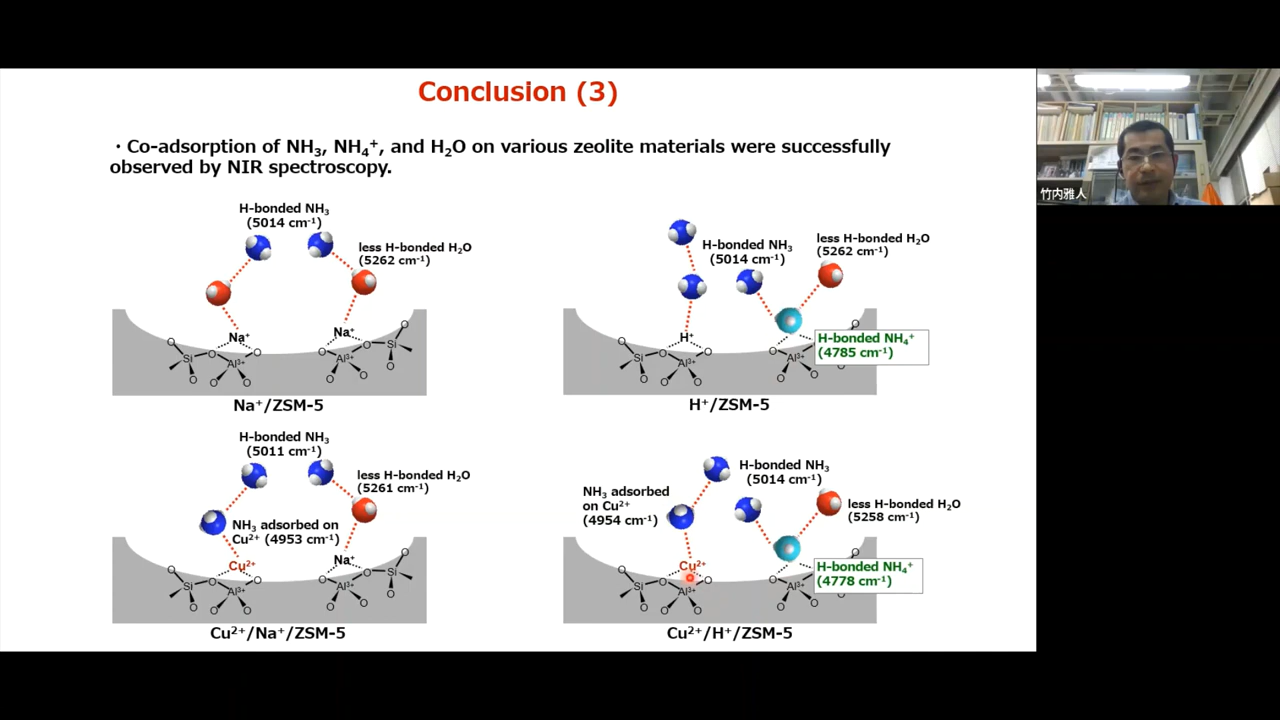 Conclusion (3)
・Co-adsorption of NH₃, NH₄⁺, and H₂O on various zeolite materials were successfully
observed by NIR spectroscopy.
竹内雅人
H-bonded NH₃
(5014 cm⁻¹)
less H-bonded H₂O
(5262 cm⁻¹)
Na⁺
Na⁺
O
O
O
Si
O
Al³⁺
O
O
Al³⁺
O
Si
O
O
O
O
O
O
Na⁺/ZSM-5
H-bonded NH₃
(5014 cm⁻¹)
less H-bonded H₂O
(5262 cm⁻¹)
H⁺
H-bonded NH₄⁺
(4785 cm⁻¹)
O
O
O
Si
O
Al³⁺
O
O
Al³⁺
O
O
O
O
O
O
H⁺/ZSM-5
H-bonded NH₃
(5011 cm⁻¹)
less H-bonded H₂O
(5261 cm⁻¹)
NH₃ adsorbed on
Cu²⁺ (4953 cm⁻¹)
Cu²⁺
Na⁺
O
O
O
Si
O
Al³⁺
O
O
Al³⁺
O
Si
O
O
O
O
O
O
Cu²⁺/Na⁺/ZSM-5
H-bonded NH₃
(5014 cm⁻¹)
NH₃ adsorbed
on Cu²⁺
(4954 cm⁻¹)
less H-bonded H₂O
(5258 cm⁻¹)
Cu²⁺
H-bonded NH₄⁺
(4778 cm⁻¹)
O
O
O
Si
O
Al³⁺
O
O
Al³⁺
O
O
O
O
O
O
Cu²⁺/H⁺/ZSM-5